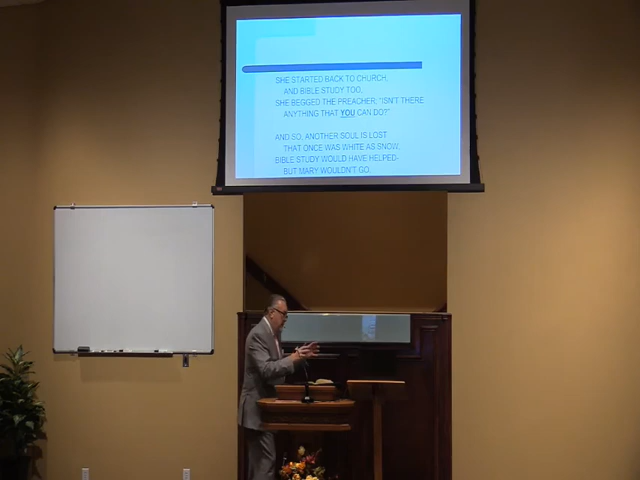 SHE STARTED BACK TO CHURCH,
AND BIBLE STUDY TOO,
SHE BEGGED THE PREACHER; "ISN'T THERE
ANYTHING THAT YOU CAN DO?"
AND SO, ANOTHER SOUL IS LOST
THAT ONCE WAS WHITE AS SNOW,
BIBLE STUDY WOULD HAVE HELPED-
BUT MARY WOULDN'T GO.